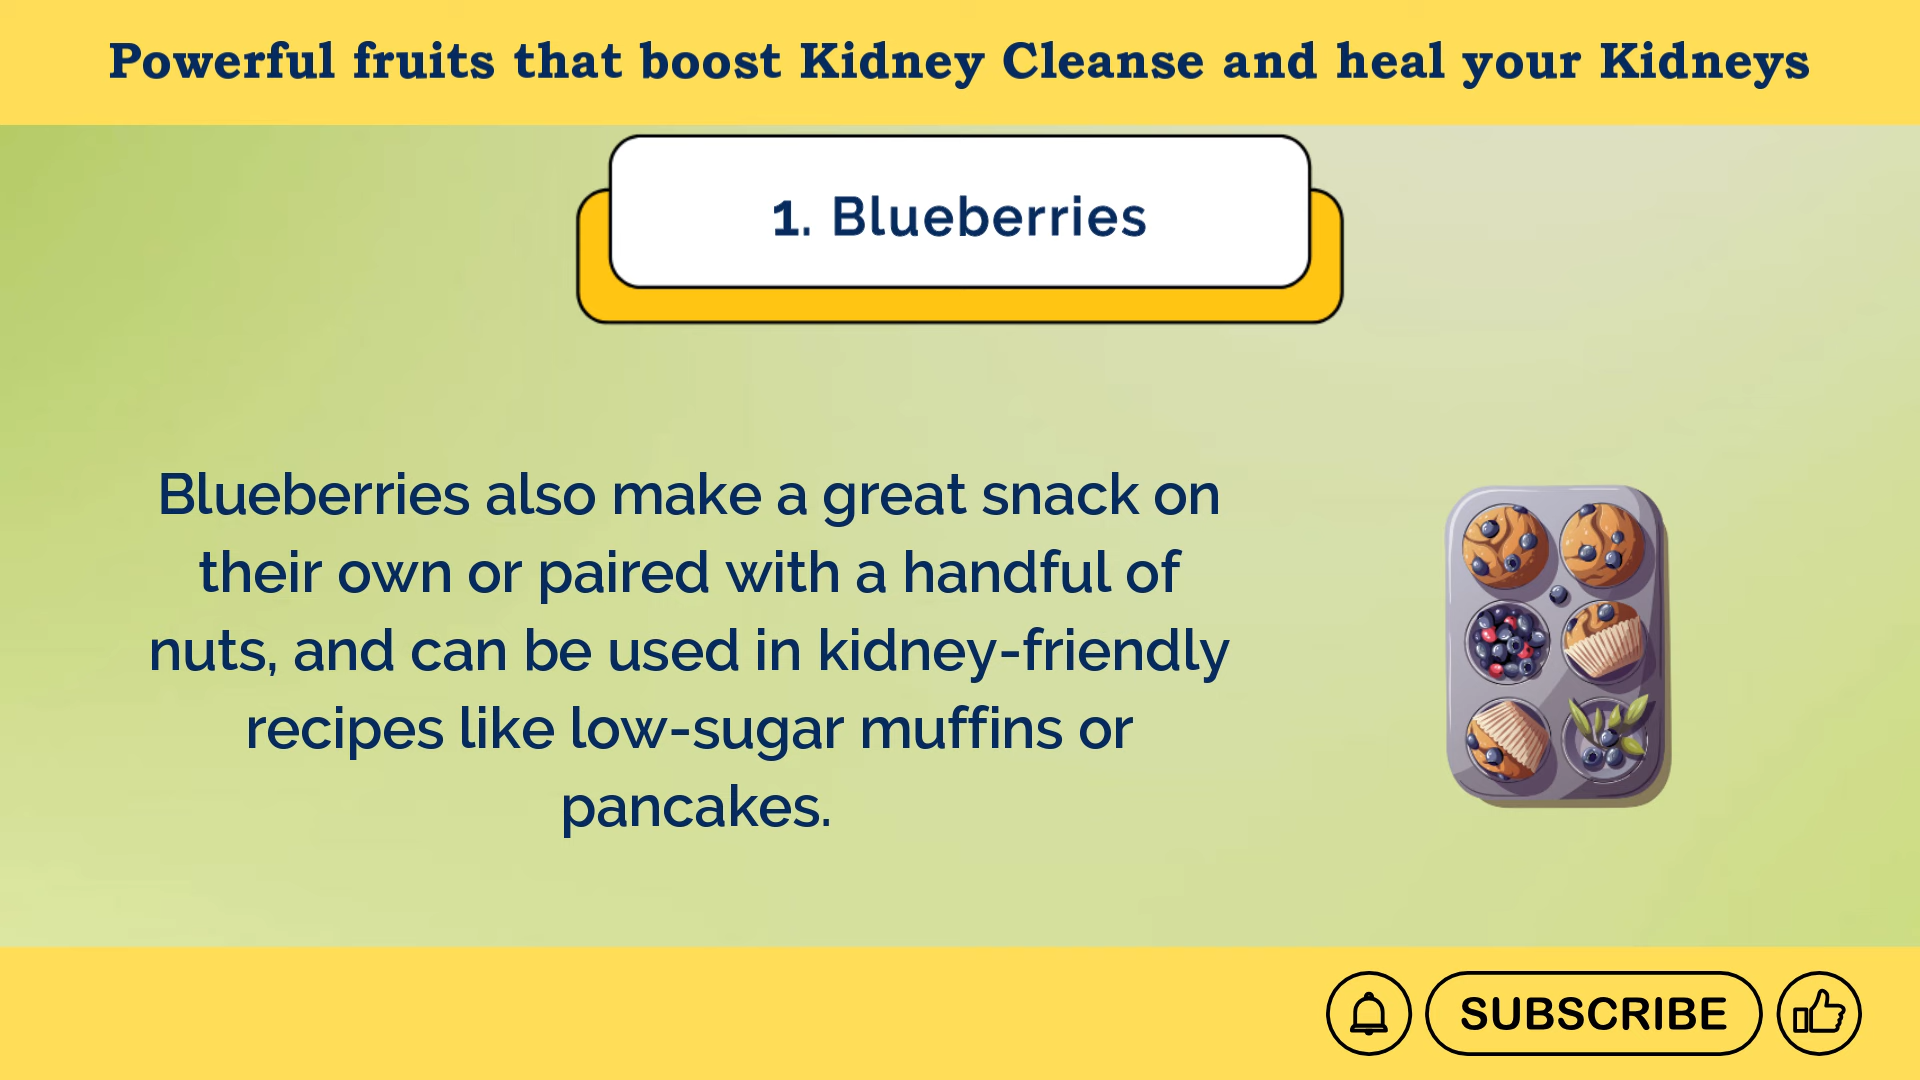 Powerful fruits that boost Kidney Cleanse and heal your Kidneys
1. Blueberries
Blueberries also make a great snack on
their own or paired with a handful of
nuts, and can be used in kidney-friendly
recipes like low-sugar muffins or
pancakes.
SUBSCRIBE